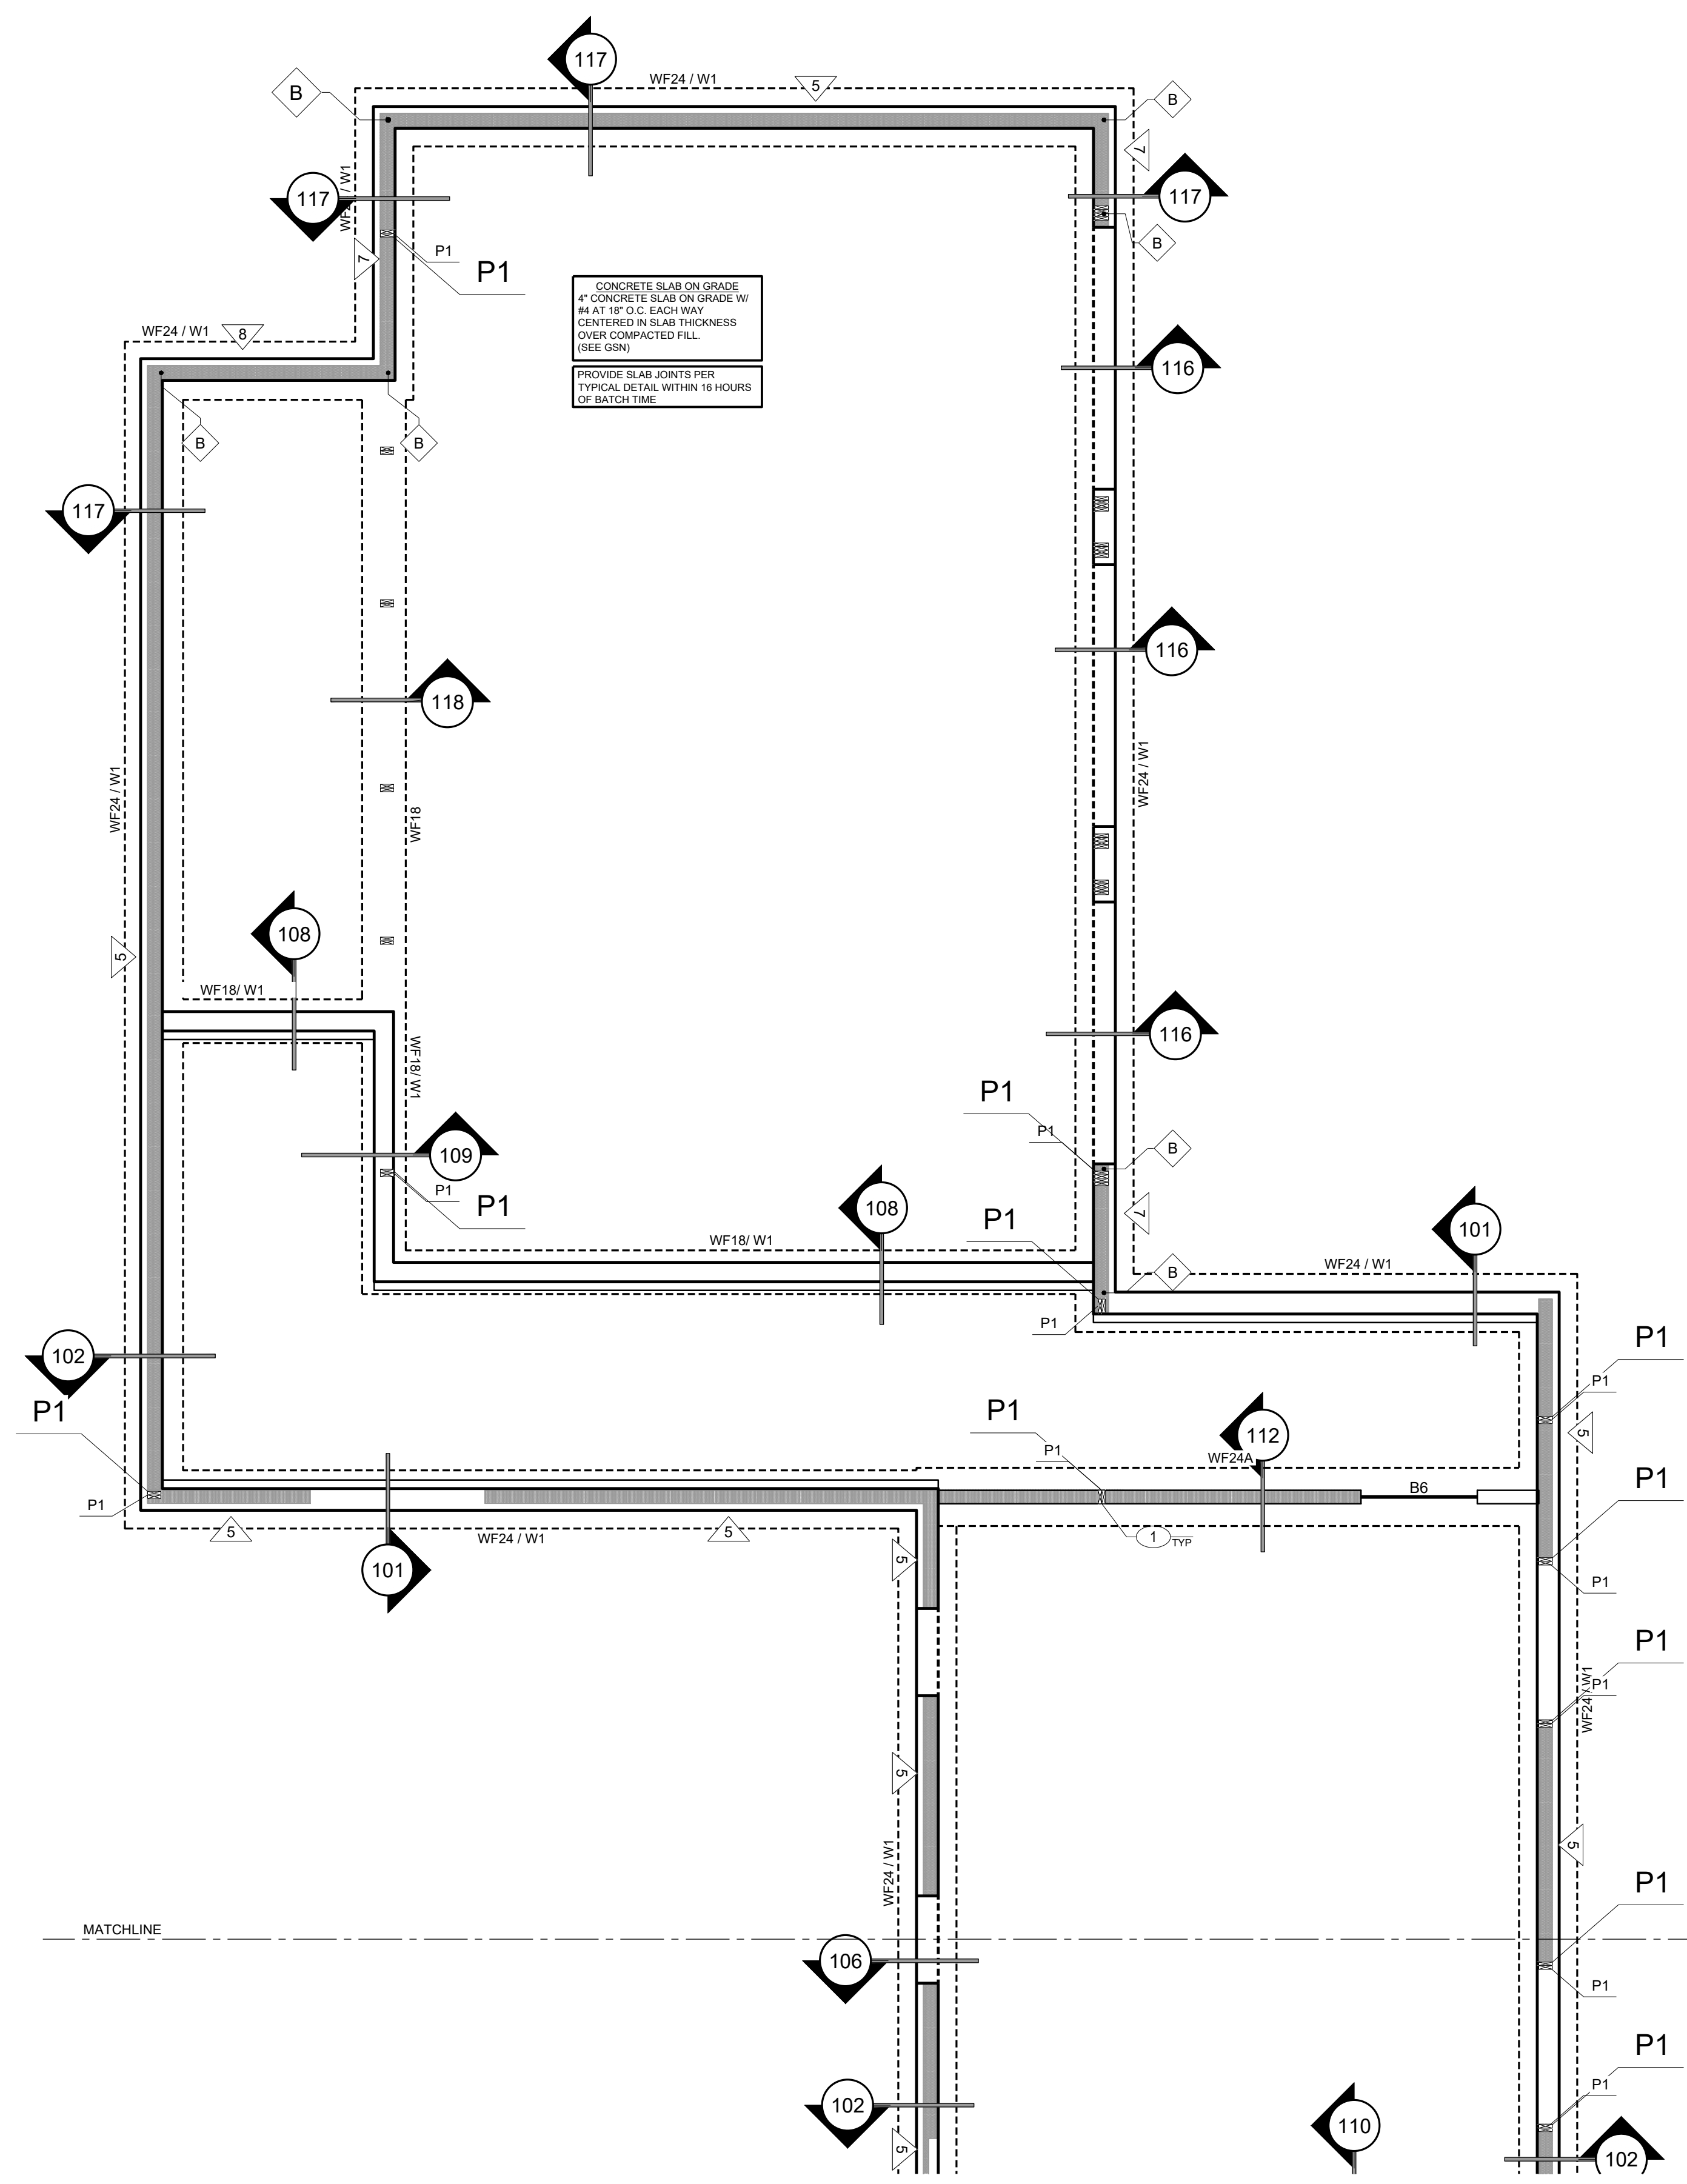 117
WF24 / W1
5
B
B
7
117
WF24 / W1
117
B
7
P1
P1
CONCRETE SLAB ON GRADE
4" CONCRETE SLAB ON GRADE W/
#4 AT 18" O.C. EACH WAY
CENTERED IN SLAB THICKNESS
OVER COMPACTED FILL.
(SEE GSN)
PROVIDE SLAB JOINTS PER
TYPICAL DETAIL WITHIN 16 HOURS
OF BATCH TIME
WF24 / W1
8
116
B
B
117
116
118
WF24 / W1
WF24 / W1
WF18
108
5
WF18/ W1
116
WF18/ W1
P1
P1
109
B
P1
P1
108
7
P1
101
WF18/ W1
WF24 / W1
B
P1
102
P1
P1
P1
P1
P1
112
5
P1
WF24A
P1
B6
P1
5
WF24 / W1
5
1
TYP
5
101
P1
P1
WF24 / W1
P1
5
5
WF24 / W1
P1
MATCHLINE
106
P1
P1
P1
102
110
5
102